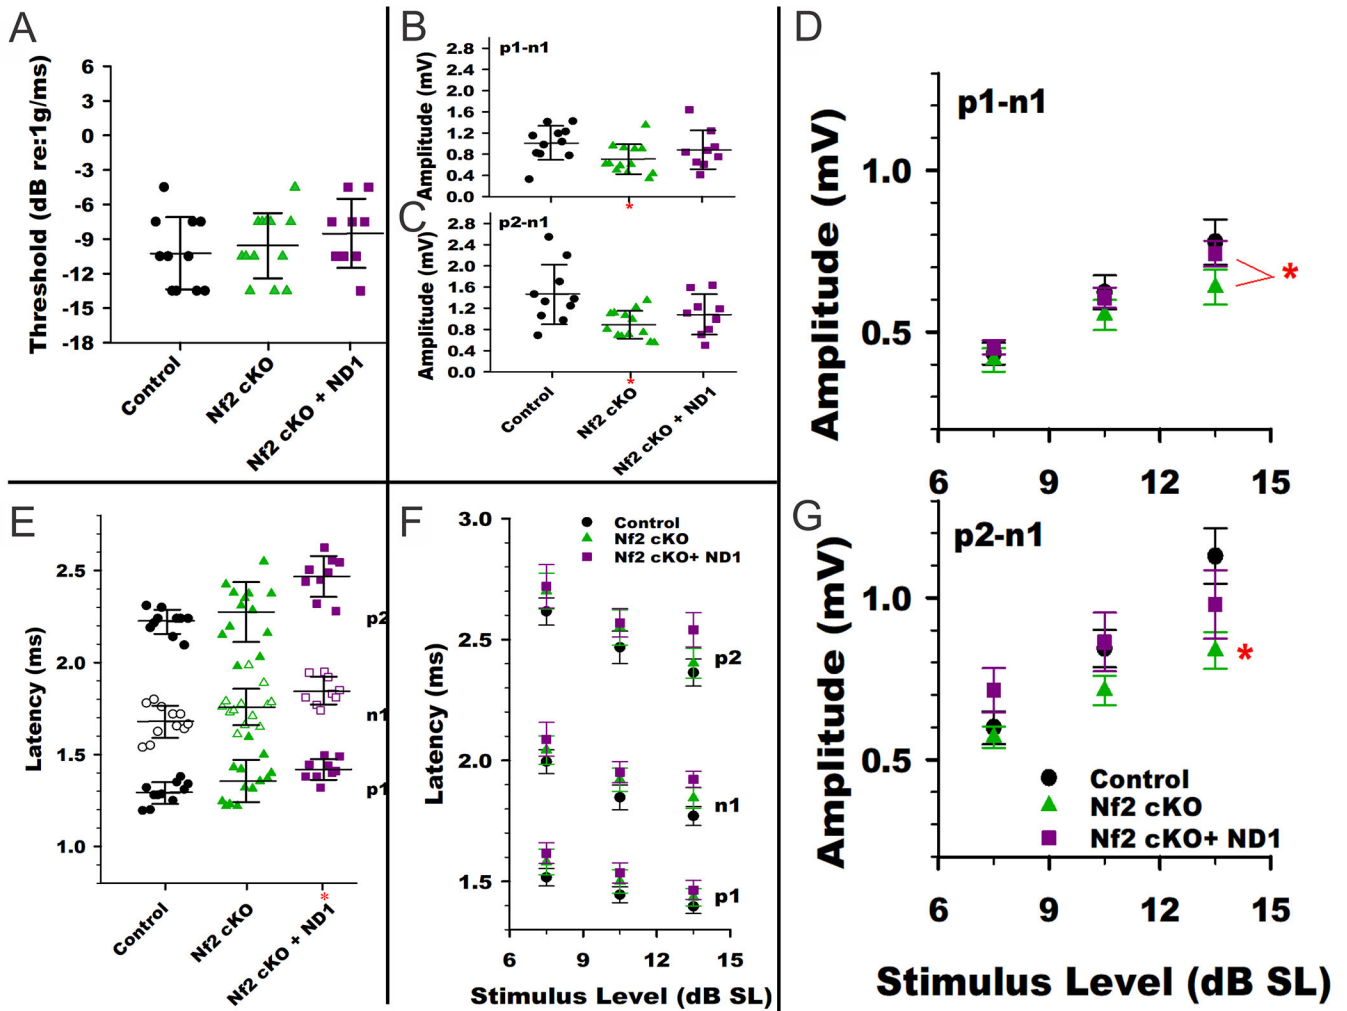 A
Threshold (dB re:1g/ms)
6
3
0
-3
-6
-9
-12
-15
-18
Control
Nf2 cKO
Nf2 cKO + ND1
B
p1-n1
Amplitude (mV)
2.8
2.4
2.0
1.6
1.2
0.8
0.4
0.0
*
C
p2-n1
Amplitude (mV)
2.8
2.4
2.0
1.6
1.2
0.8
0.4
0.0
*
Control
Nf2 cKO
Nf2 cKO + ND1
D
p1-n1
Amplitude (mV)
1.0
0.5
*
6 9 12 15
E
Latency (ms)
2.5
2.0
1.5
1.0
p2
n1
p1
*
Control
Nf2 cKO
Nf2 cKO + ND1
F
Control
Nf2 cKO
Nf2 cKO+ ND1
Latency (ms)
3.0
2.5
2.0
1.5
p2
n1
p1
6 9 12 15
Stimulus Level (dB SL)
G
p2-n1
Amplitude (mV)
1.0
0.5
*
Control
Nf2 cKO
Nf2 cKO+ ND1
6 9 12 15
Stimulus Level (dB SL)